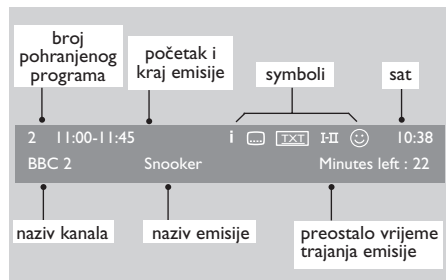 broj
pohranjenog
programa
početak i
kraj emisije
symboli
sat
2 11:00-11:45 i TXT I-II 10:38
BBC 2 Snooker Minutes left : 22
naziv kanala
naziv emisije
preostalo vrijeme
trajanja emisije